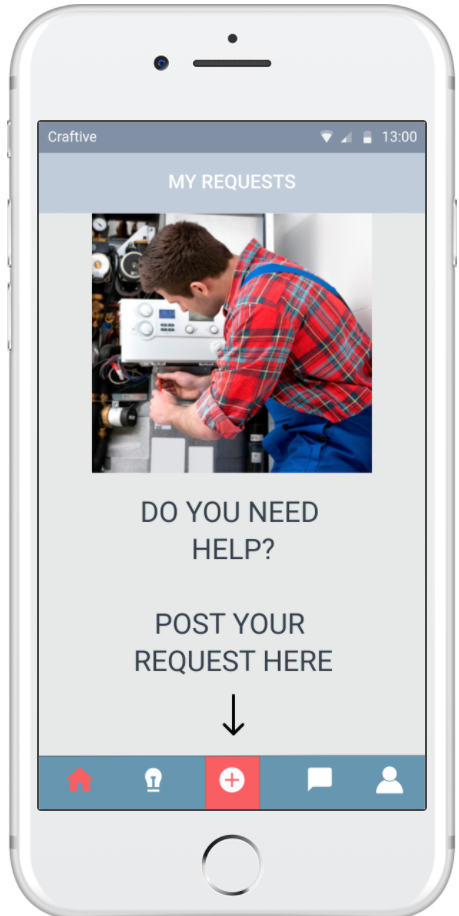 Craftive 13:00
MY REQUESTS
DO YOU NEED
HELP?
POST YOUR
REQUEST HERE